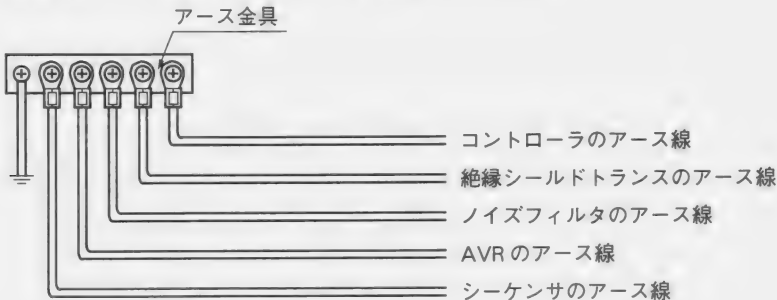 アース金具
コントローラのアース線
絶縁シールドトランスのアース線
ノイズフィルタのアース線
AVRのアース線
シーケンサのアース線